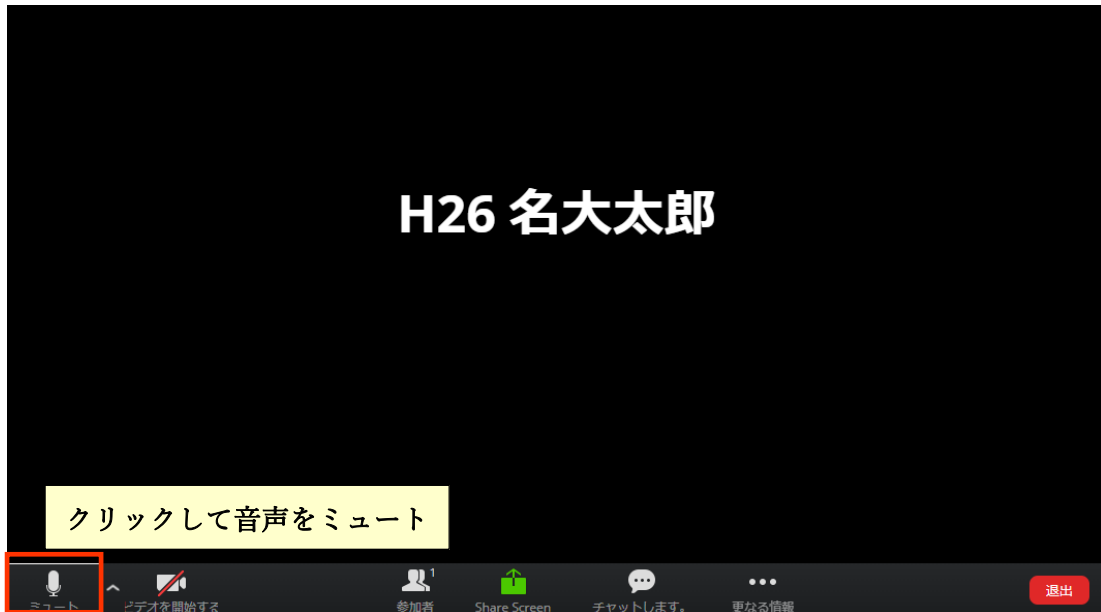 H26 名大太郎
クリックして音声をミュート
ミュート
ビデオを開始する
参加者
1
Share Screen
チャットします。
更なる情報
退出